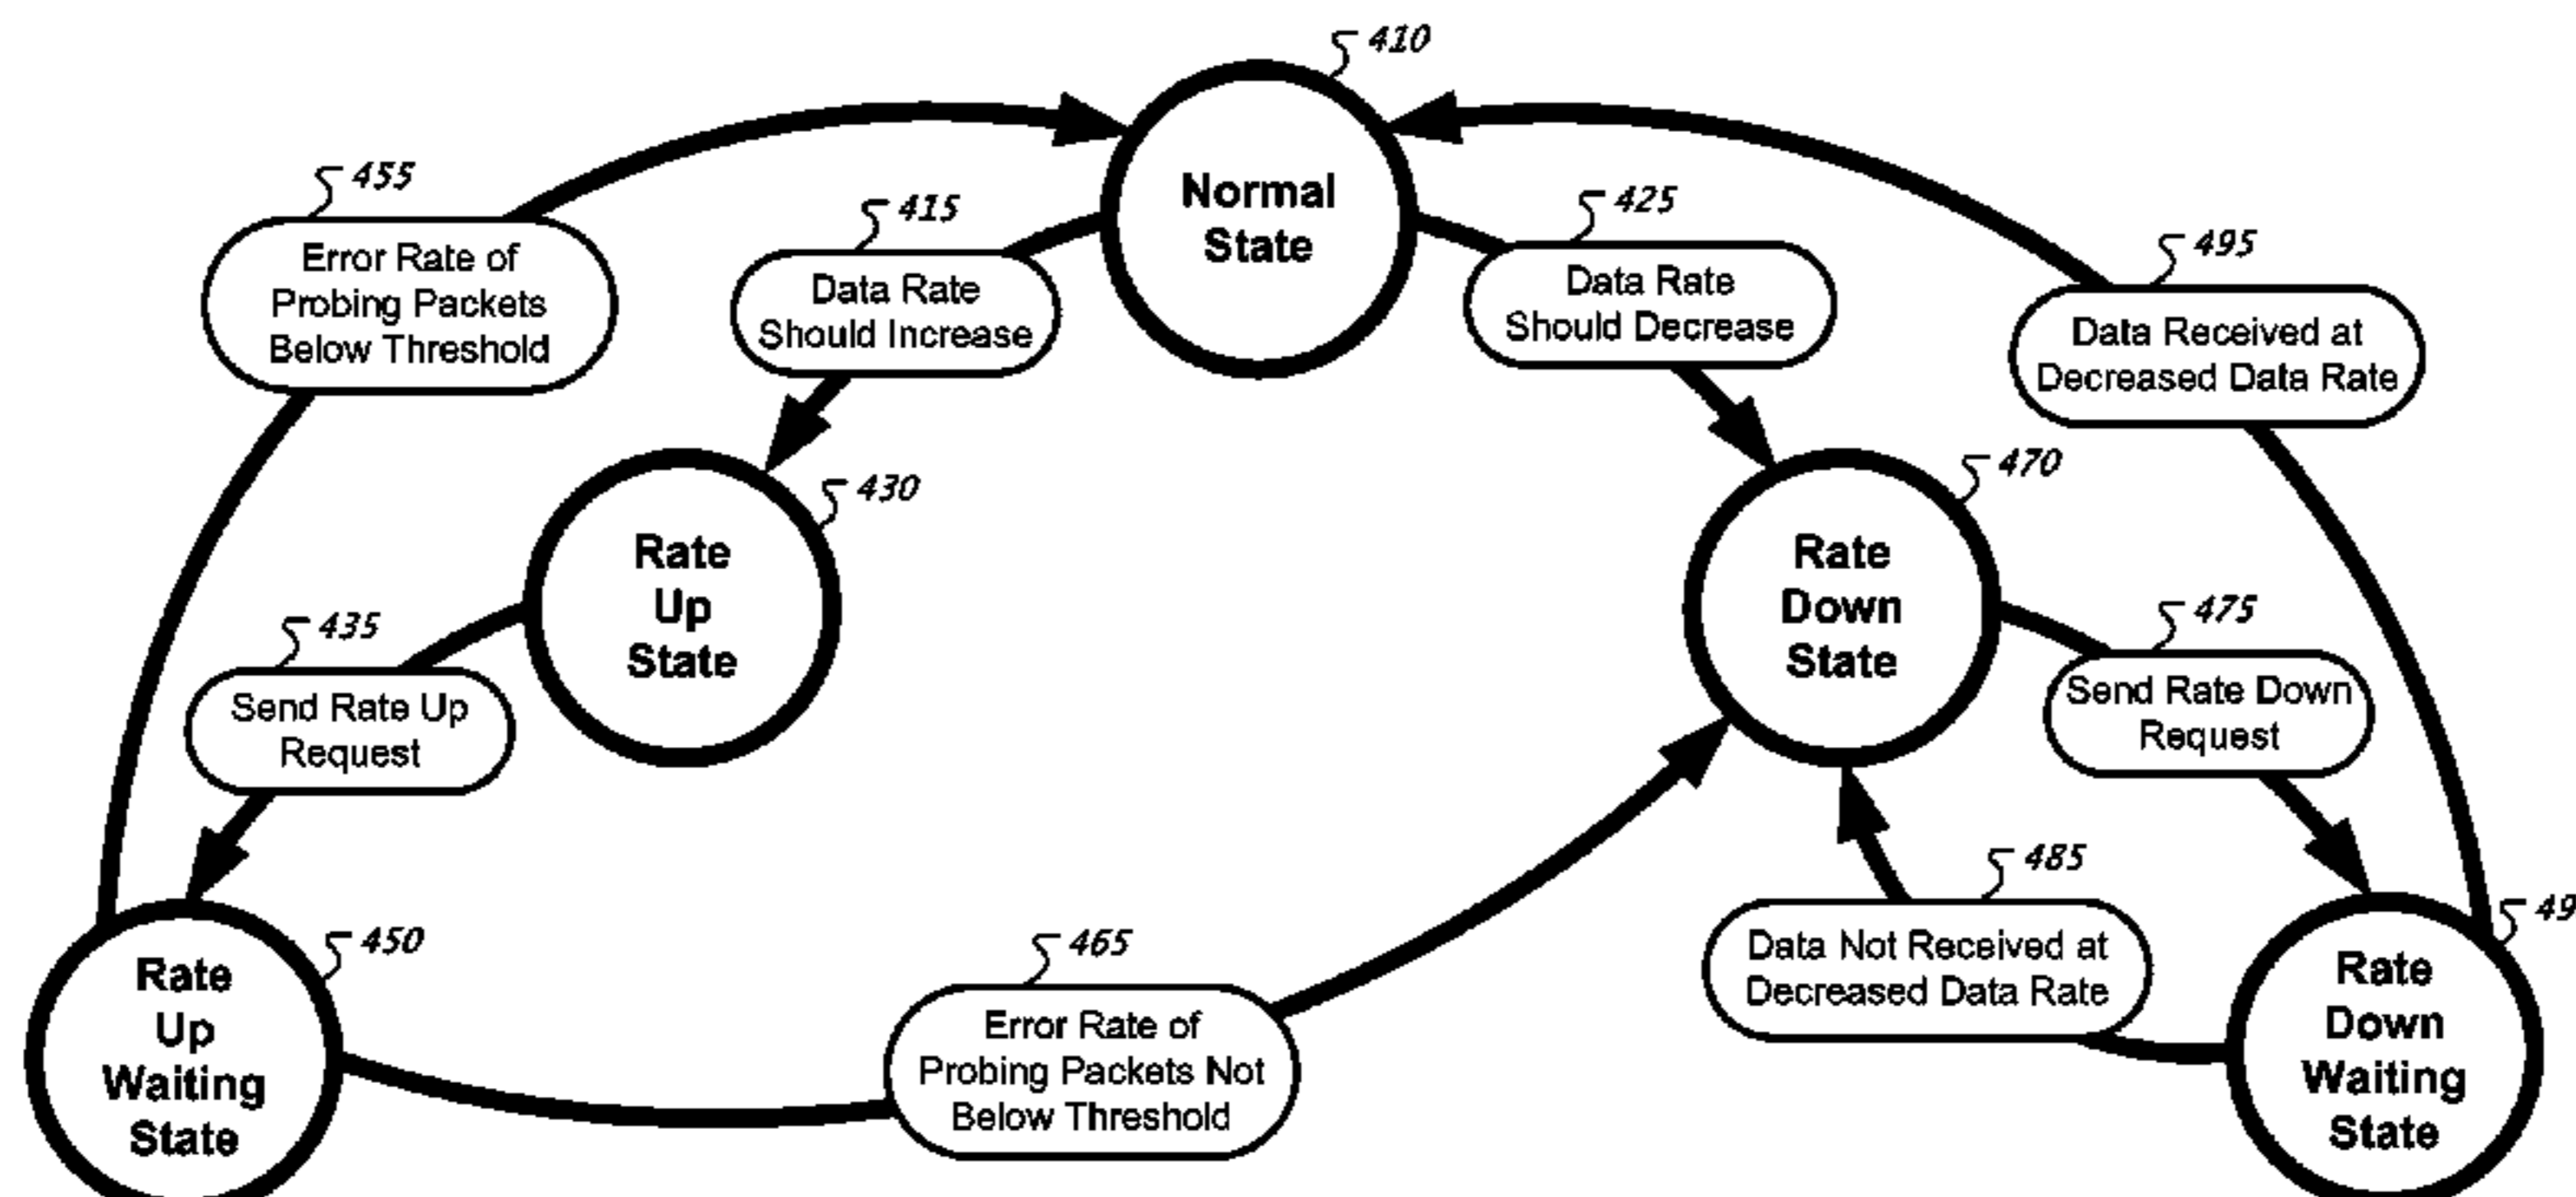 410
Normal
State
455
Error Rate of
Probing Packets
Below Threshold
415
Data Rate
Should Increase
425
Data Rate
Should Decrease
495
Data Received at
Decreased Data Rate
430
Rate
Up
State
470
Rate
Down
State
435
Send Rate Up
Request
475
Send Rate Down
Request
450
Rate
Up
Waiting
State
465
Error Rate of
Probing Packets Not
Below Threshold
485
Data Not Received at
Decreased Data Rate
49
Rate
Down
Waiting
State